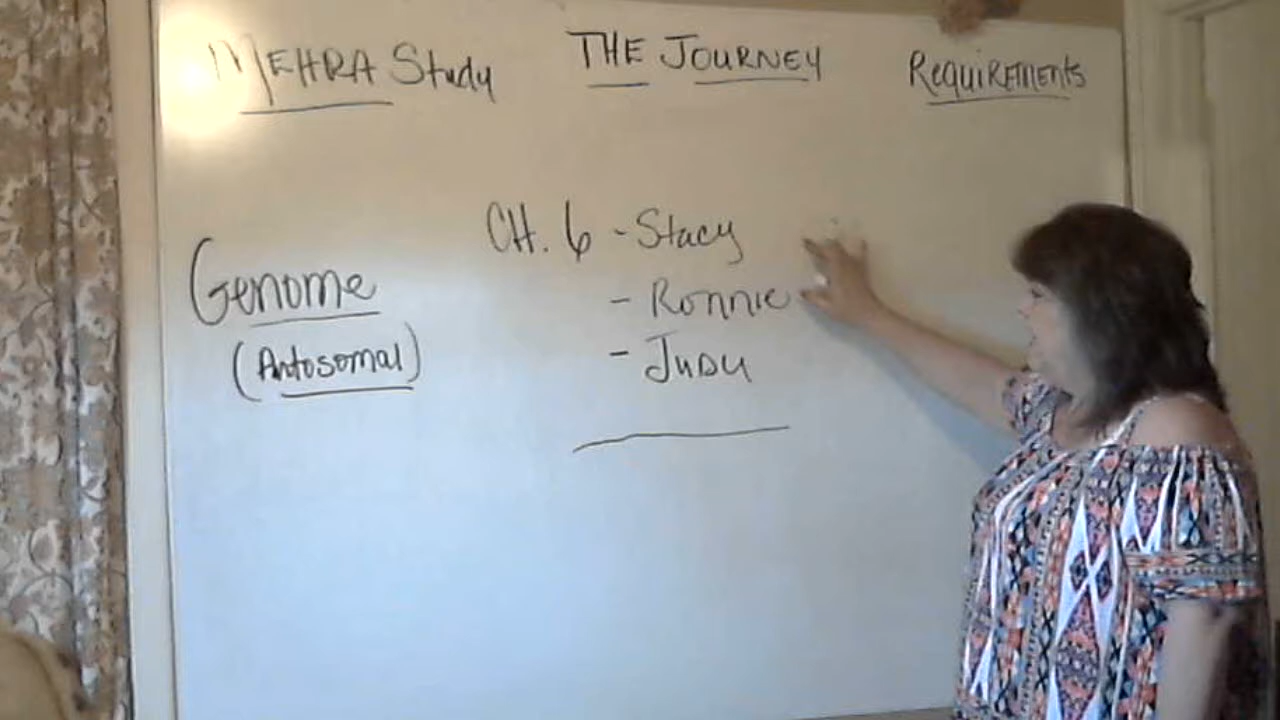 MEHRA Study
THE JOURNEY
Requirements
CH. 6 - Stacy
- Ronnie
- Judy
Genome
(Autosomal)